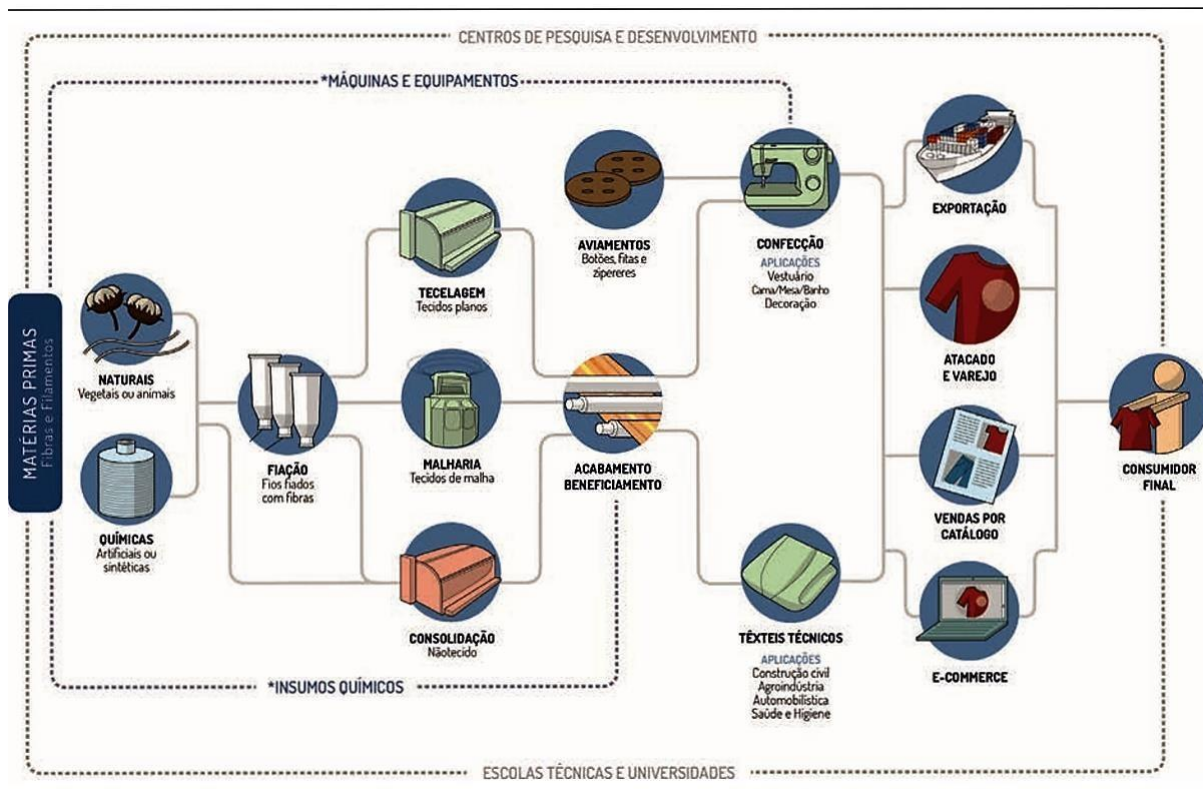 CENTROS DE PESQUISA E DESENVOLVIMENTO
*MÁQUINAS E EQUIPAMENTOS
MATÉRIAS PRIMAS
Fibras e Filamentos
NATURAIS
Vegetais ou animais
QUÍMICAS
Artificiais ou
sintéticas
FIAÇÃO
Fios fiados
com fibras
TECELAGEM
Tecidos planos
MALHARIA
Tecidos de malha
CONSOLIDAÇÃO
Nãotecido
AVIAMENTOS
Botões, fitas e
zípereres
ACABAMENTO
BENEFICIAMENTO
CONFECÇÃO
APLICAÇÕES
Vestuário
Cama/Mesa/Banho
Decoração
TÊXTEIS TÉCNICOS
APLICAÇÕES
Construção civil
Agroindústria
Automobilística
Saúde e Higiene
EXPORTAÇÃO
ATACADO
E VAREJO
VENDAS POR
CATÁLOGO
E-COMMERCE
CONSUMIDOR
FINAL
*INSUMOS QUÍMICOS
ESCOLAS TÉCNICAS E UNIVERSIDADES